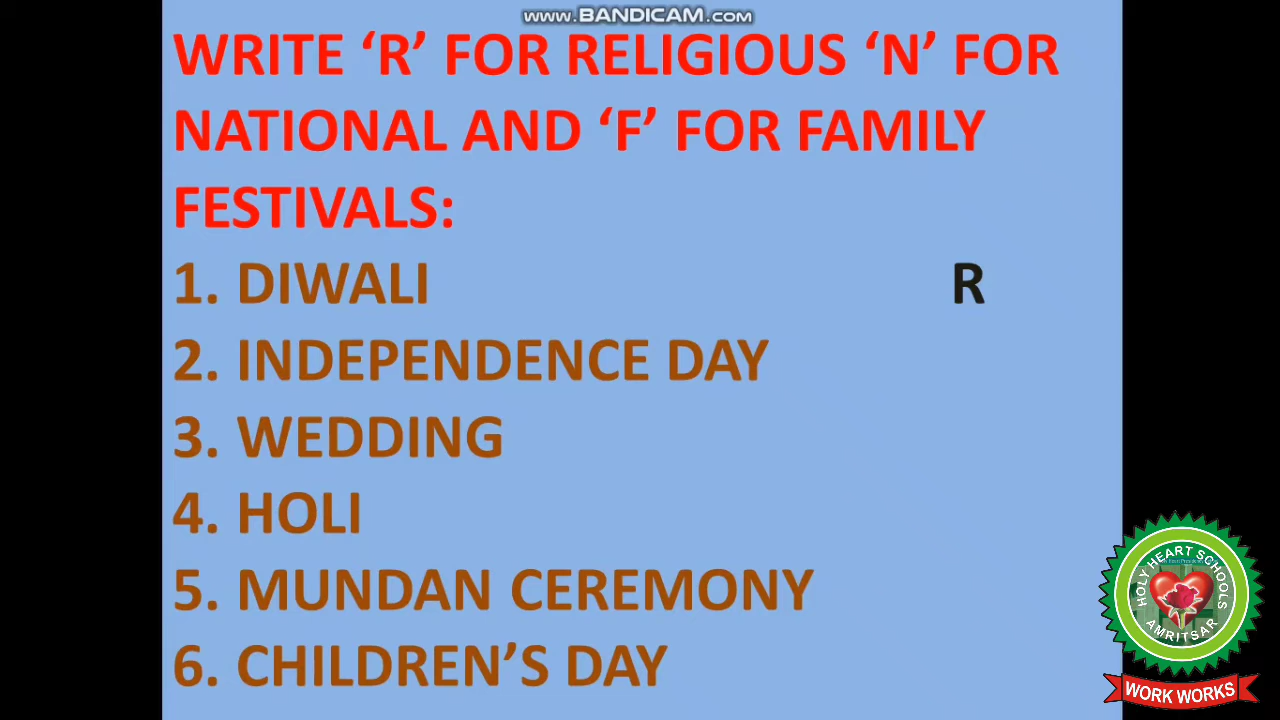 www.BANDICAM.com
WRITE ‘R’ FOR RELIGIOUS ‘N’ FOR
NATIONAL AND ‘F’ FOR FAMILY
FESTIVALS:
1. DIWALI R
2. INDEPENDENCE DAY
3. WEDDING
4. HOLI
5. MUNDAN CEREMONY
6. CHILDREN’S DAY
HOLY HEART SCHOOLS
AMRITSAR
WORK WORKS